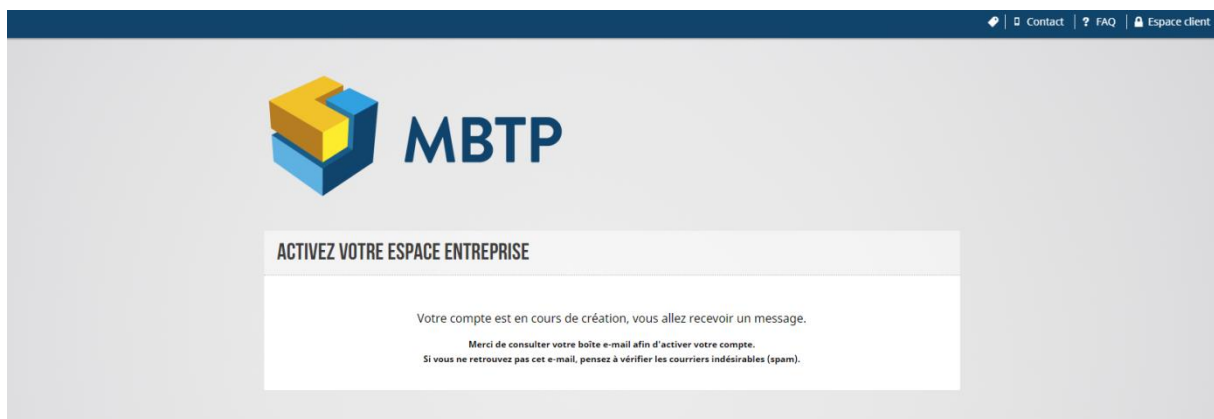 Contact ? FAQ Espace client
MBTP
ACTIVEZ VOTRE ESPACE ENTREPRISE
Votre compte est en cours de création, vous allez recevoir un message.
Merci de consulter votre boîte e-mail afin d'activer votre compte.
Si vous ne retrouvez pas cet e-mail, pensez à vérifier les courriers indésirables (spam).